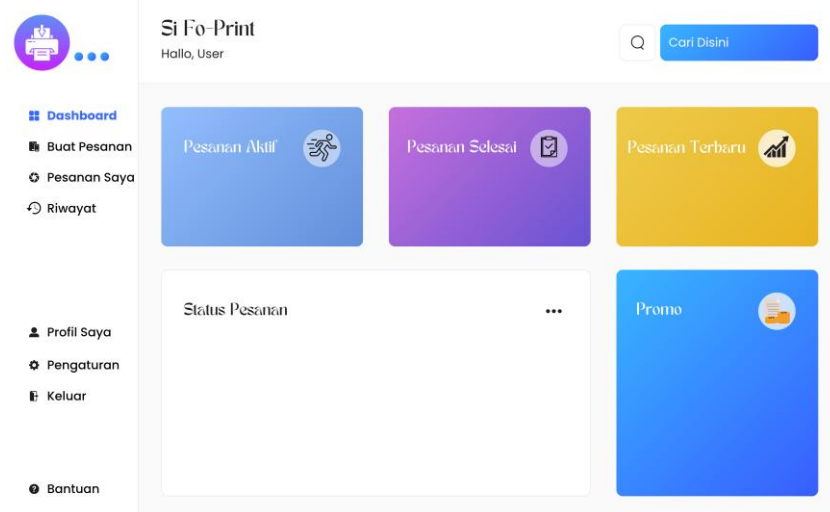 Si Fo-Print
Hallo, User
Cari Disini
Dashboard
Buat Pesanan
Pesanan Saya
Riwayat
Profil Saya
Pengaturan
Keluar
Bantuan
Pesanan Aktif
Pesanan Selesai
Pesanan Terbaru
Status Pesanan
Promo